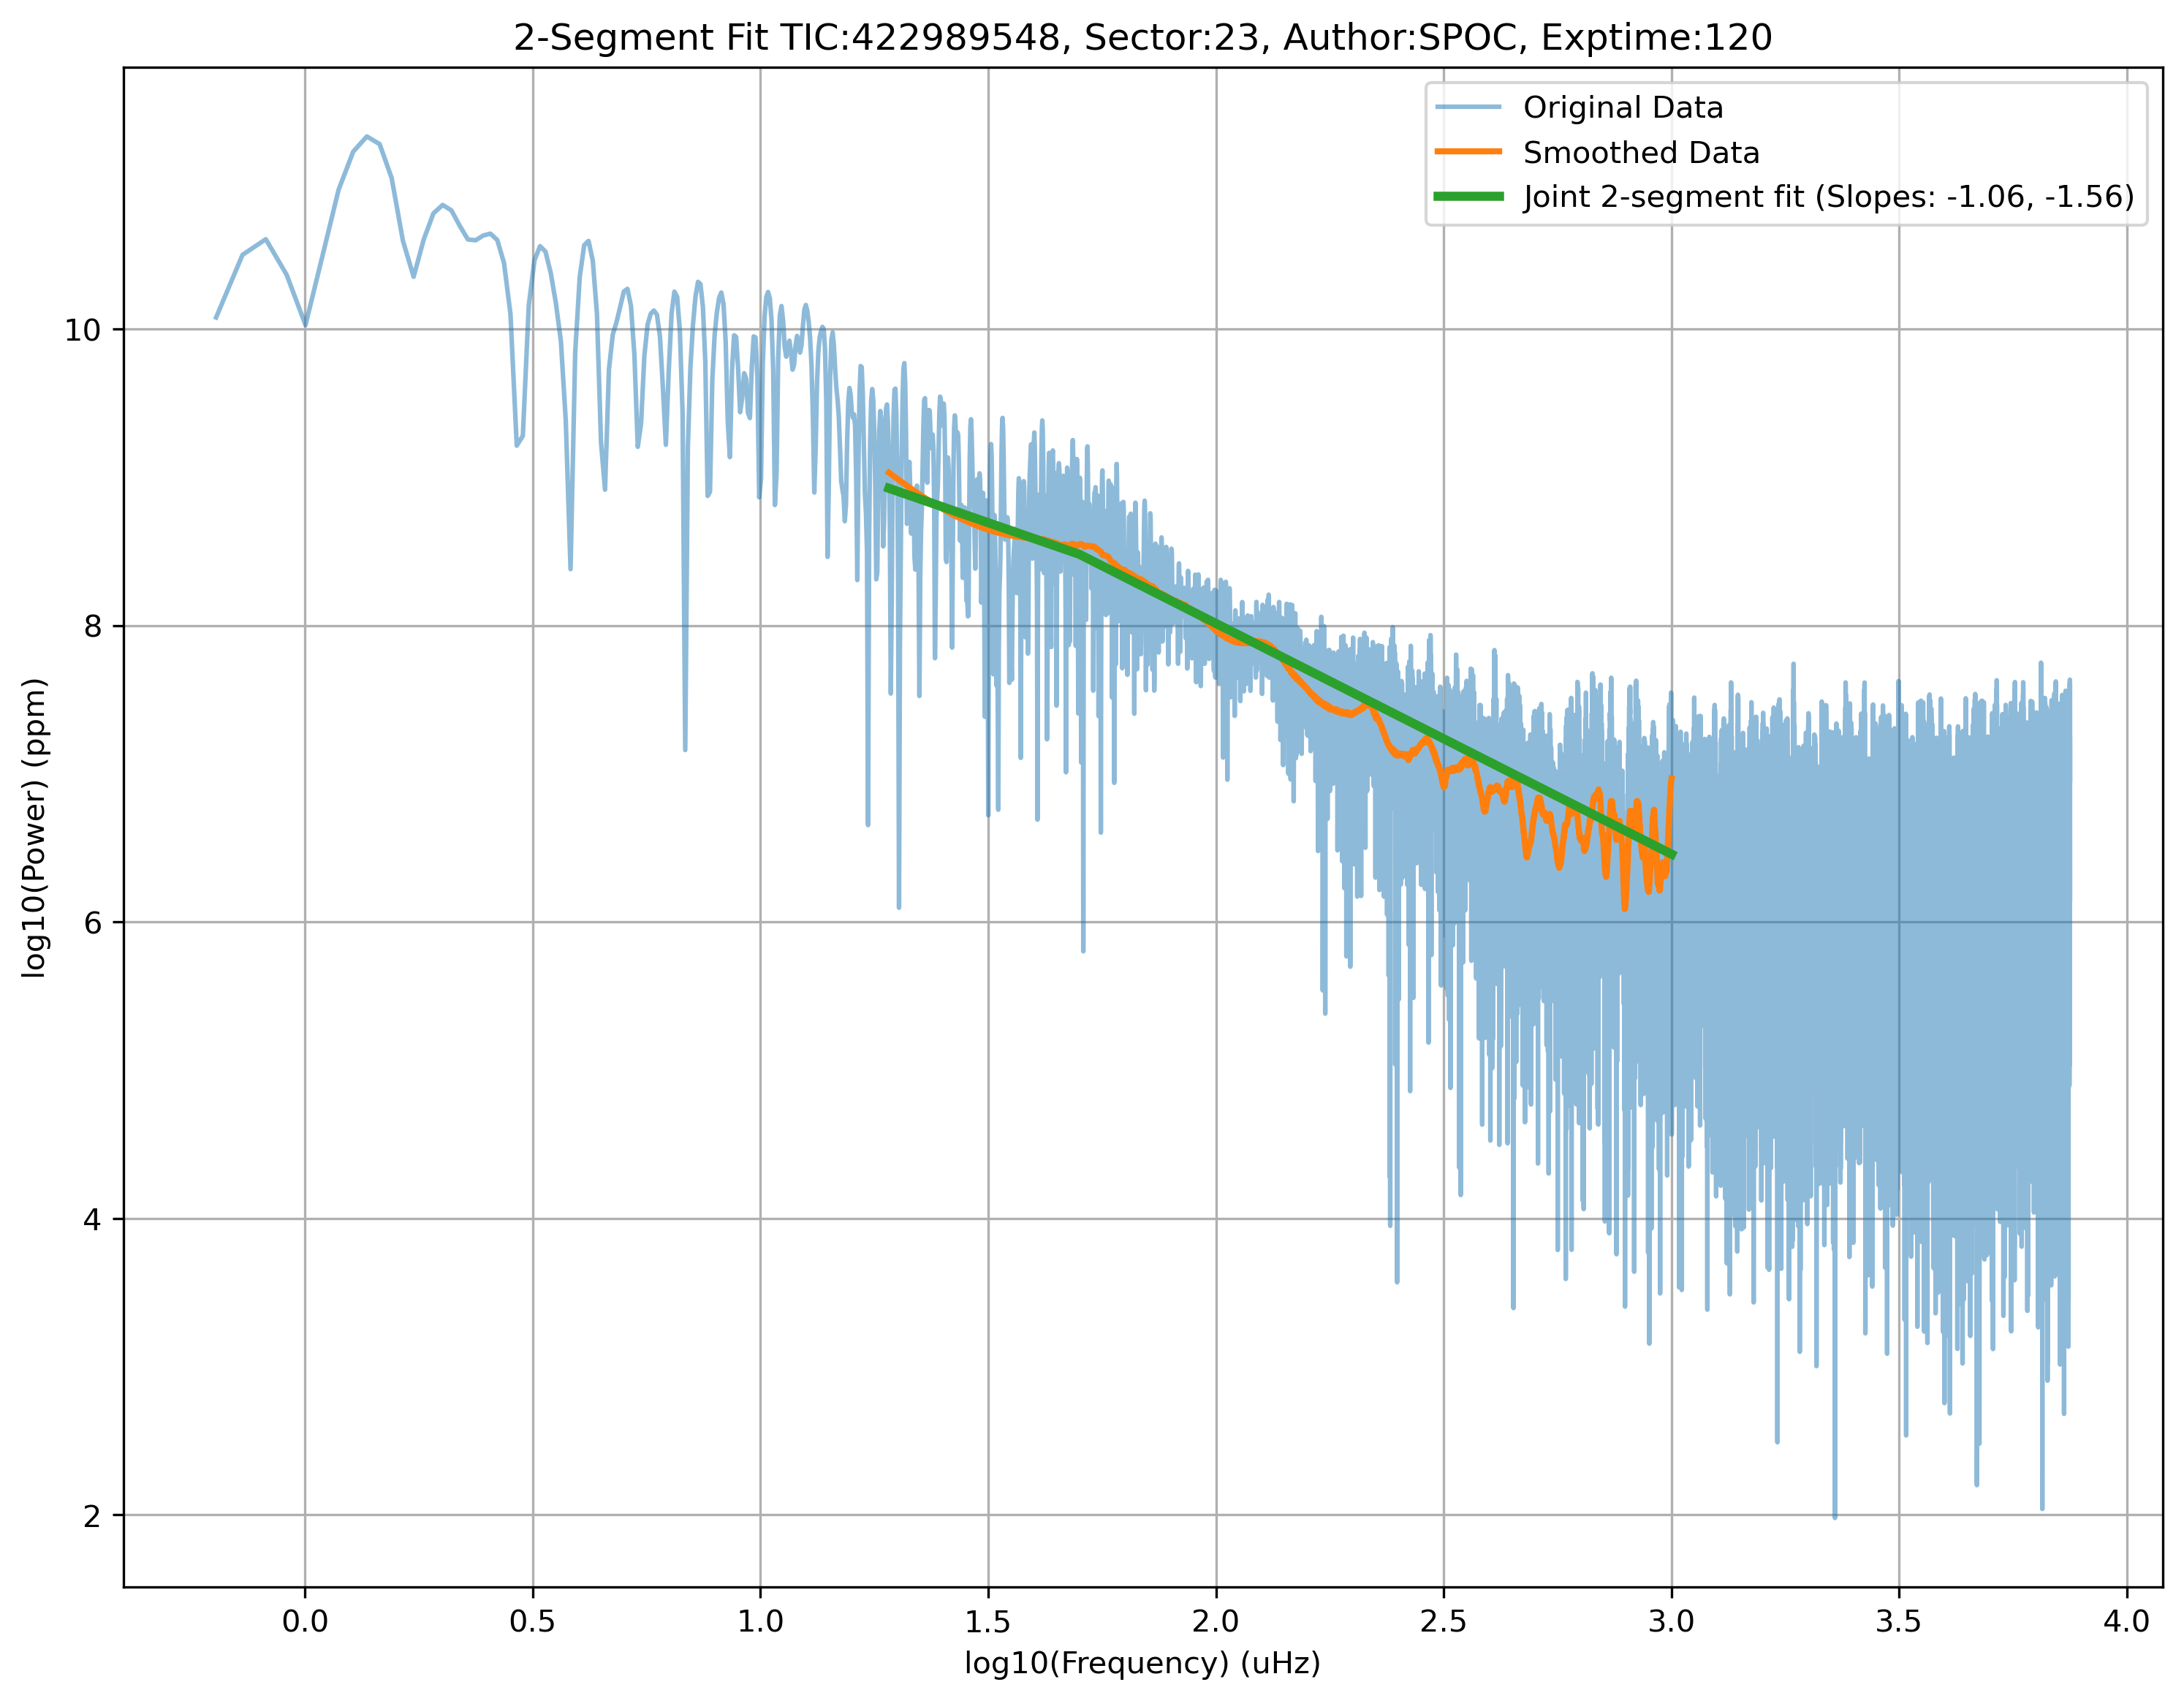 2-Segment Fit TIC:422989548, Sector:23, Author:SPOC, Exptime:120
Original Data
Smoothed Data
Joint 2-segment fit (Slopes: -1.06, -1.56)
log10(Power) (ppm)
10
8
6
4
2
0.0 0.5 1.0 1.5 2.0 2.5 3.0 3.5 4.0
log10(Frequency) (uHz)